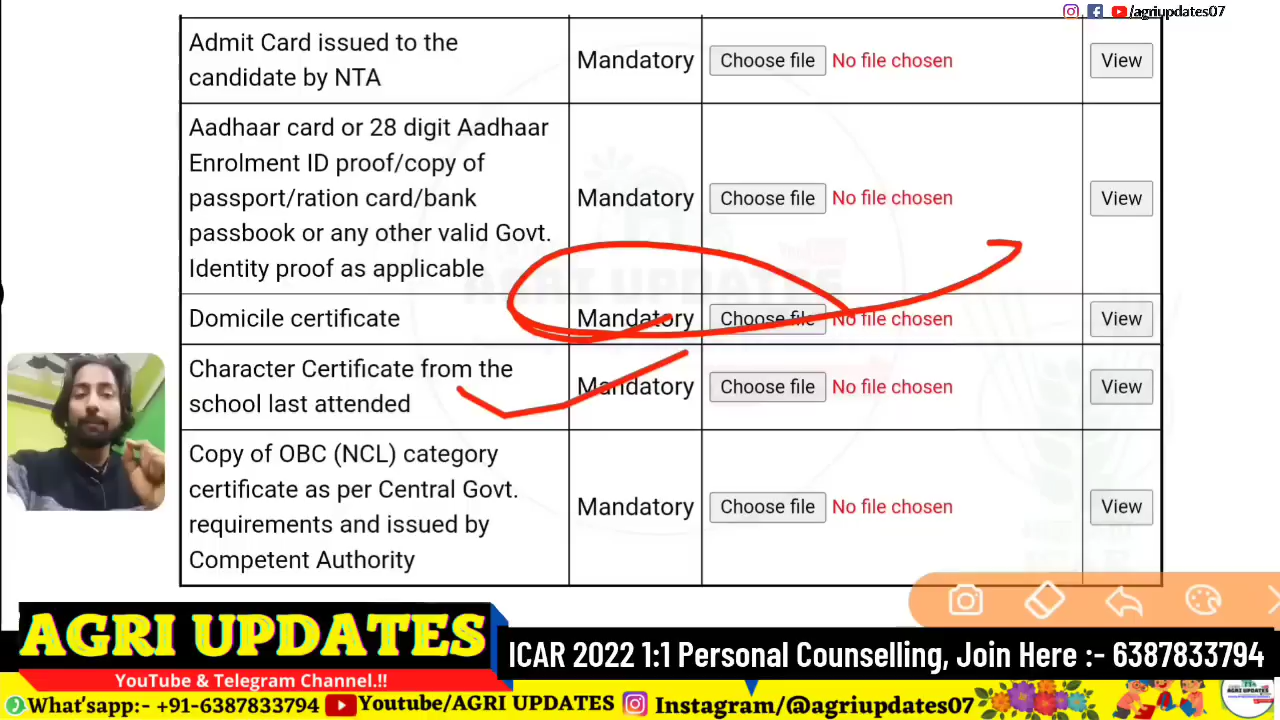 /agriupdates07
Admit Card issued to the
candidate by NTA
Mandatory
Choose file
No file chosen
View
Aadhaar card or 28 digit Aadhaar
Enrolment ID proof/copy of
passport/ration card/bank
passbook or any other valid Govt.
Identity proof as applicable
Mandatory
Choose file
No file chosen
View
AGRI UPDATES
Domicile certificate
Mandatory
Choose file
No file chosen
View
Character Certificate from the
school last attended
Mandatory
Choose file
No file chosen
View
Copy of OBC (NCL) category
certificate as per Central Govt.
requirements and issued by
Competent Authority
Mandatory
Choose file
No file chosen
View
AGRI UPDATES
YouTube & Telegram Channel.!!
ICAR 2022 1:1 Personal Counselling, Join Here :- 6387833794
What'sapp:- +91-6387833794
Youtube/AGRI UPDATES
Instagram/@agriupdates07
AGRI UPDATES